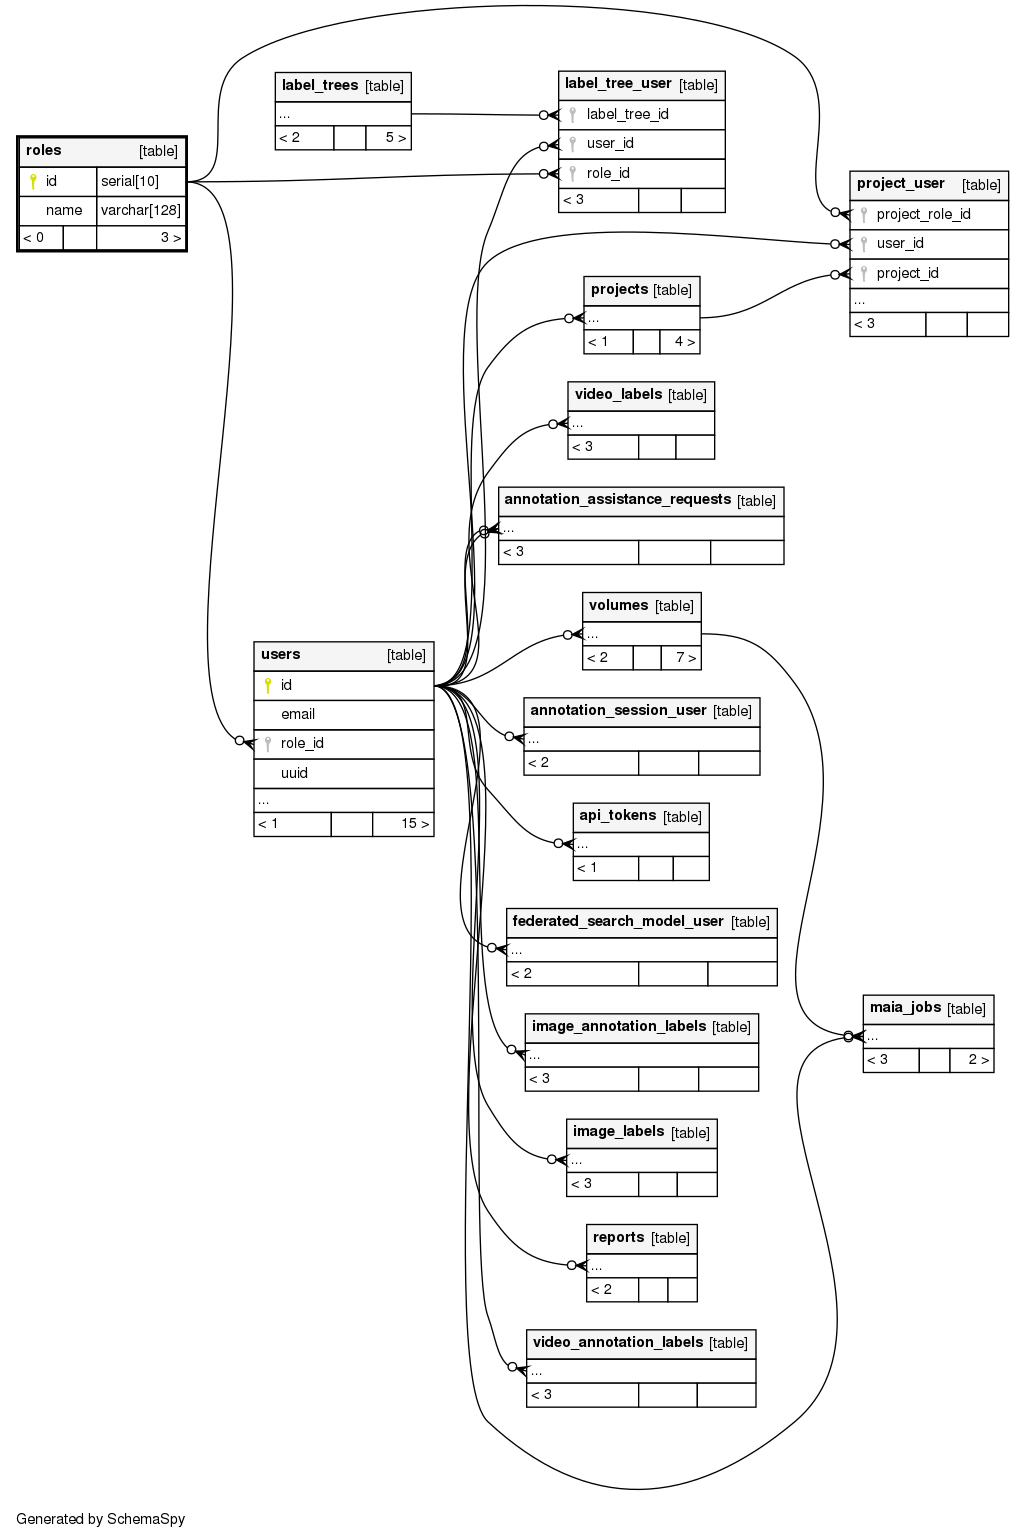 roles [table]
id serial[10]
name varchar[128]
< 0 3 >
label_trees [table]
...
< 2 5 >
label_tree_user [table]
label_tree_id
user_id
role_id
< 3
project_user [table]
project_role_id
user_id
project_id
...
< 3
projects [table]
...
< 1 4 >
video_labels [table]
...
< 3
annotation_assistance_requests [table]
...
< 3
volumes [table]
...
< 2 7 >
users [table]
id
email
role_id
uuid
...
< 1 15 >
annotation_session_user [table]
...
< 2
api_tokens [table]
...
< 1
federated_search_model_user [table]
...
< 2
maia_jobs [table]
...
< 3 2 >
image_annotation_labels [table]
...
< 3
image_labels [table]
...
< 3
reports [table]
...
< 2
video_annotation_labels [table]
...
< 3
Generated by SchemaSpy